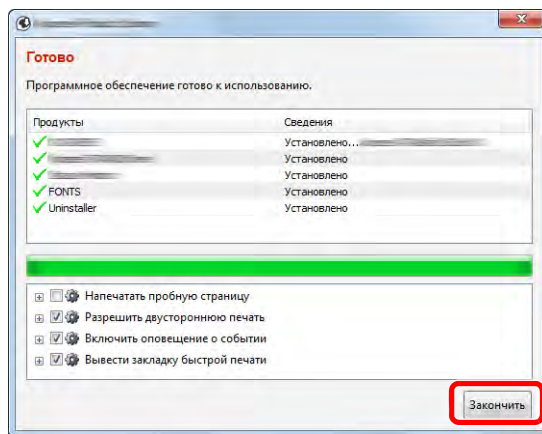 Готово
Программное обеспечение готово к использованию.
Продукты Сведения
Установлено...
Установлено
Установлено
FONTS Установлено
Uninstaller Установлено
Напечатать пробную страницу
Разрешить двустороннюю печать
Включить оповещение о событии
Вывести закладку быстрой печати
Закончить